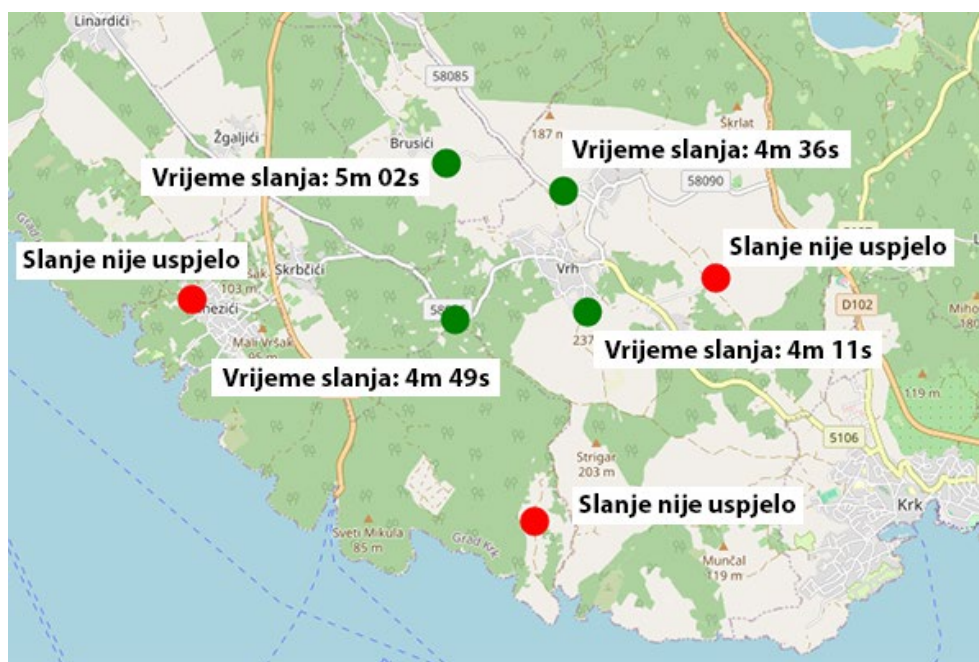 Linardići
58085
Škrlat
187 m
Žgaljići
Brusići
Vrijeme slanja: 4m 36s
Vrijeme slanja: 5m 02s
58090
Grad
Slanje nije uspjelo
Slanje nije uspjelo
Skrbčići
Vrh
103 m
D102
Mali Vršak
95 m
237
Vrijeme slanja: 4m 11s
Vrijeme slanja: 4m 49s
119 m
5106
Strigar
203 m
Slanje nije uspjelo
Krk
Sveti Mikula
85 m
Grad Krk
Munčal
119 m